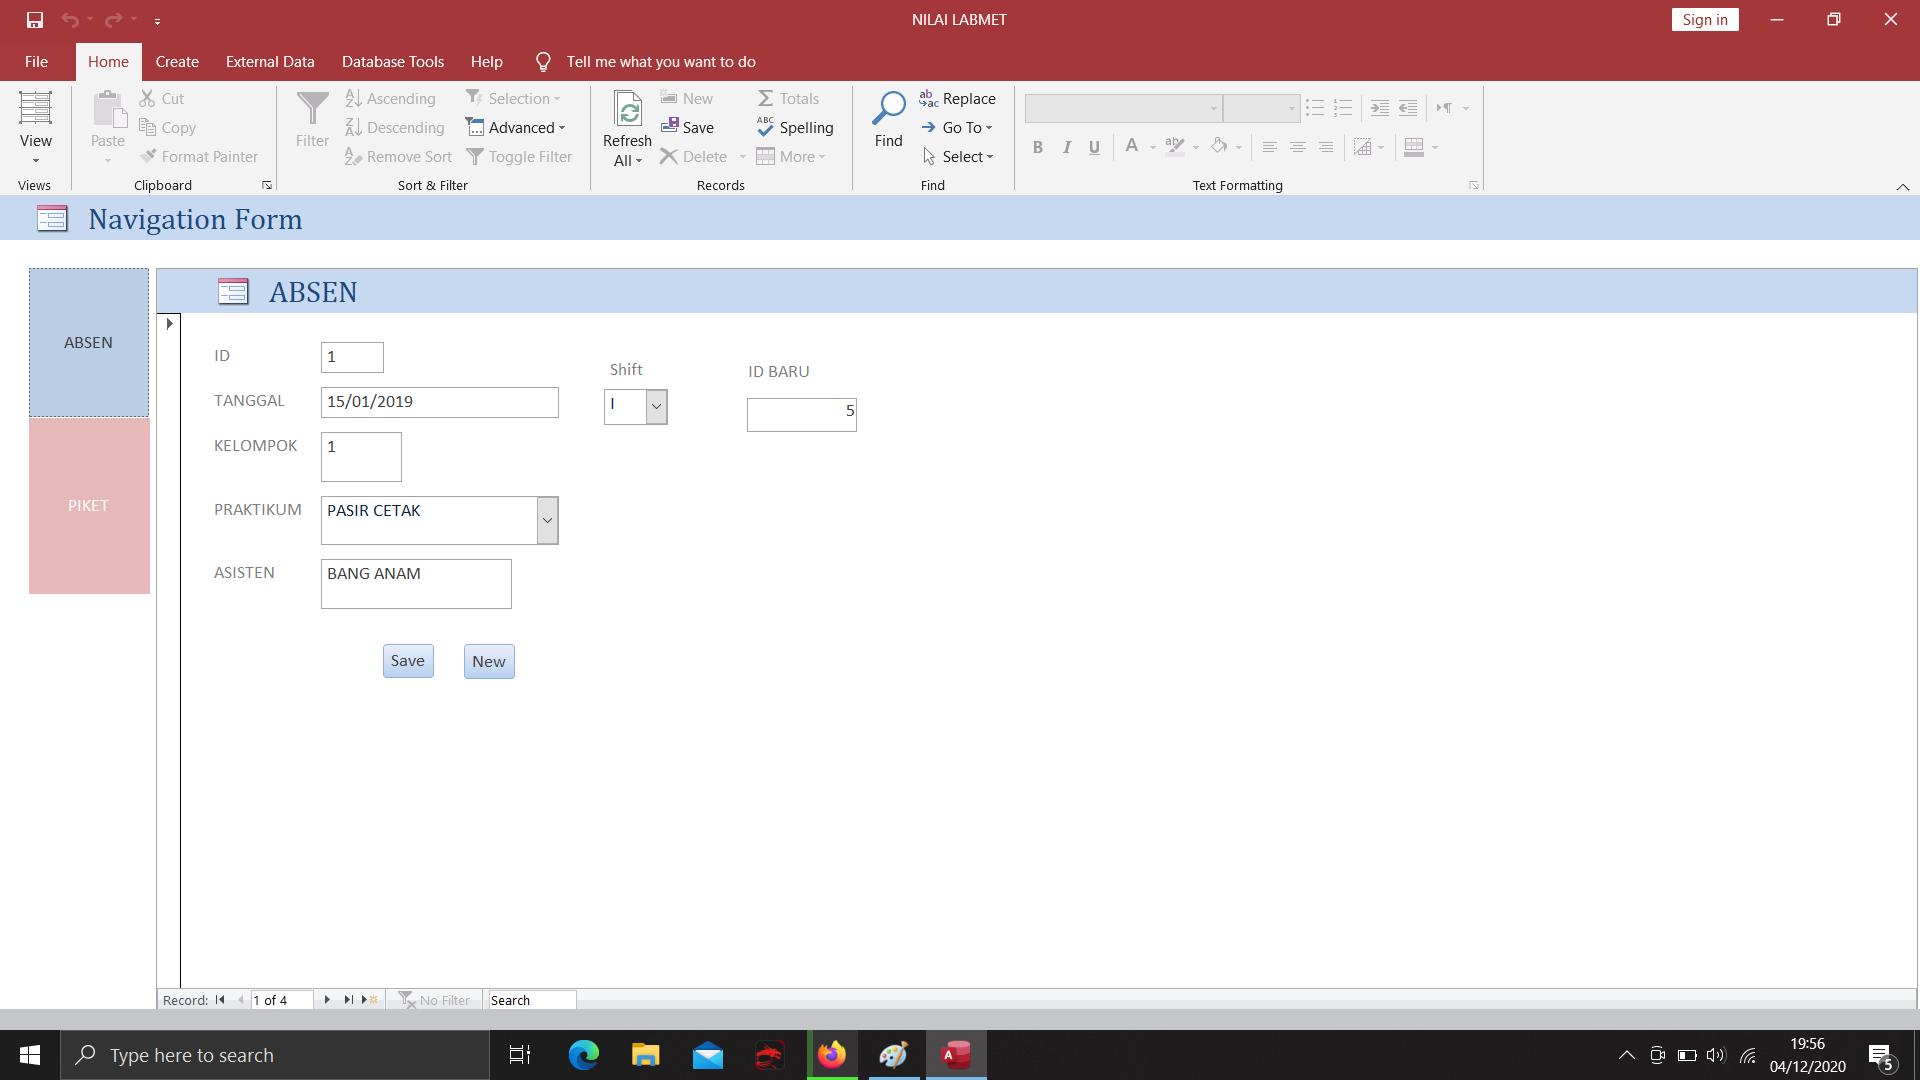 NILAI LABMET
Sign in
File Home Create External Data Database Tools Help Tell me what you want to do
View
Views
Paste
Cut
Copy
Format Painter
Clipboard
Filter
Ascending
Descending
Remove Sort
Selection
Advanced
Toggle Filter
Sort & Filter
Refresh
All
New
Save
Delete
Totals
Spelling
More
Records
Find
Replace
Go To
Select
Find
B I U A
Text Formatting
Navigation Form
ABSEN
PIKET
ABSEN
ID 1
TANGGAL 15/01/2019
KELOMPOK 1
PRAKTIKUM PASIR CETAK
ASISTEN BANG ANAM
Shift
I
ID BARU
5
Save New
Record: 1 of 4 No Filter Search
Type here to search
19:56
04/12/2020
5